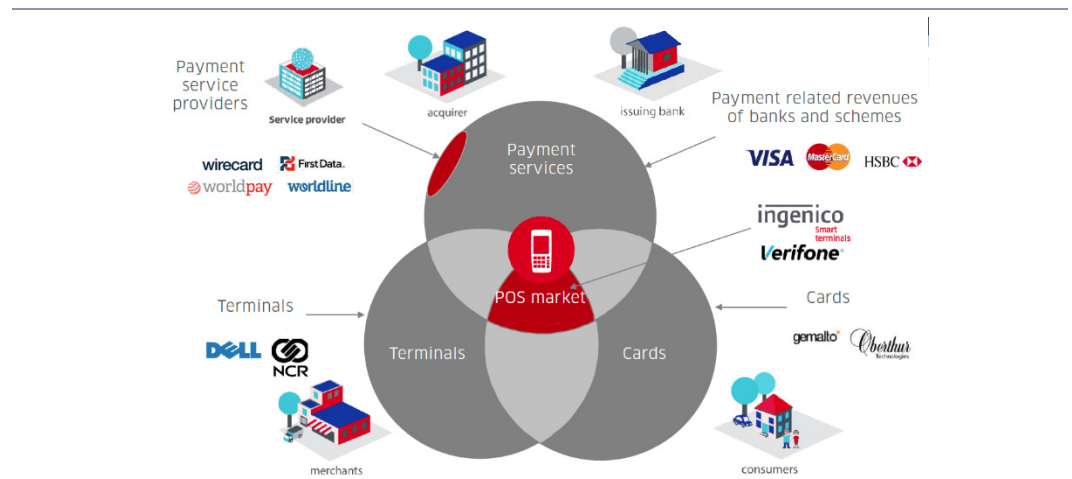 Payment
service
providers
Service provider
acquirer
issuing bank
Payment related revenues
of banks and schemes
wirecard
First Data.
worldpay
worldline
VISA
MasterCard
HSBC
Payment
services
ingenico
Smart
terminals
Verifone
POS market
Terminals
DELL
NCR
Terminals
Cards
Cards
gemalto
Oberthur
Technologies
merchants
consumers